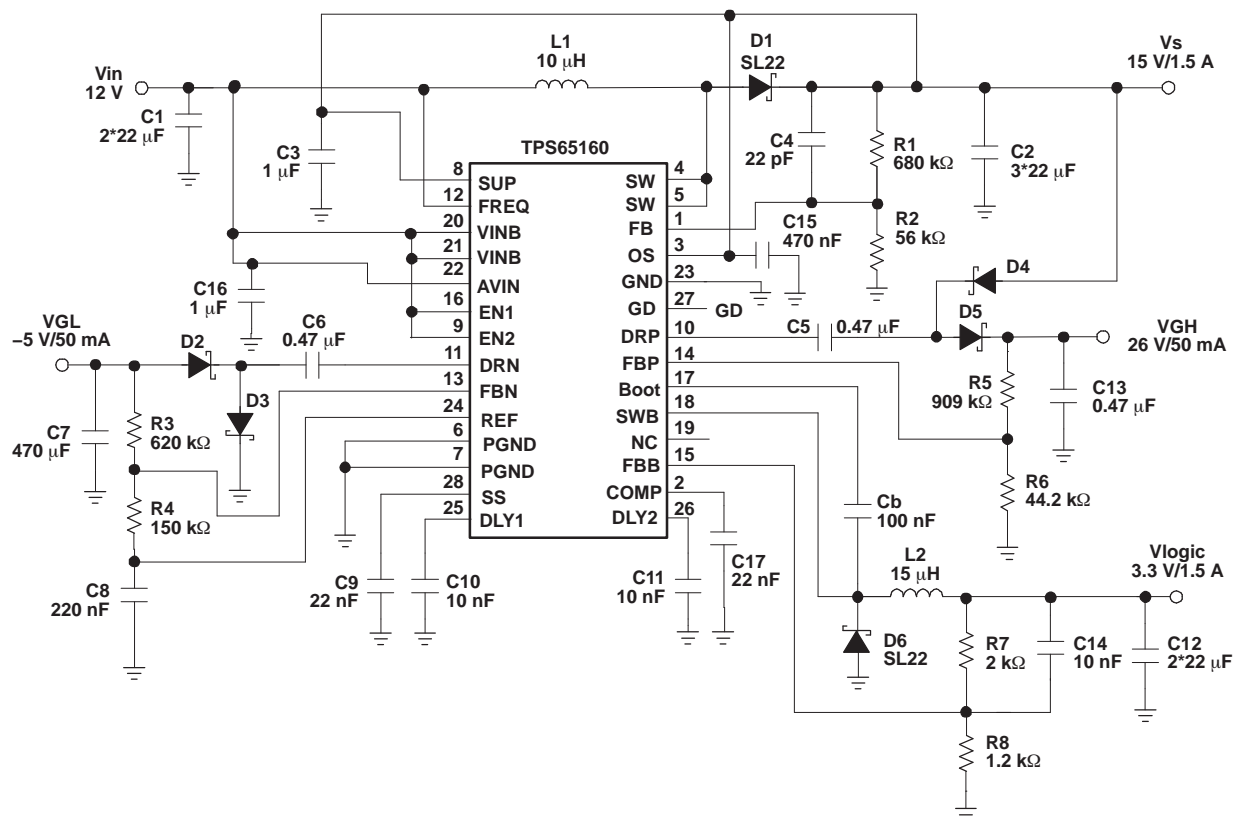 L1
10 μH
D1
SL22
Vs
15 V/1.5 A
Vin
12 V
C1
2*22 μF
C3
1 μF
C4
22 pF
R1
680 kΩ
C2
3*22 μF
TPS65160
8
SUP
12
FREQ
20
VINB
21
VINB
22
AVIN
16
EN1
9
EN2
11
DRN
13
FBN
24
REF
6
PGND
7
PGND
28
SS
25
DLY1
SW
4
SW
5
FB
1
OS
3
GND
23
GD
27
GD
DRP
10
FBP
14
Boot
17
SWB
18
NC
19
FBB
15
COMP
2
DLY2
26
C15
470 nF
R2
56 kΩ
D4
C16
1 μF
VGL
–5 V/50 mA
D2
C6
0.47 μF
C5
0.47 μF
D5
VGH
26 V/50 mA
D3
R5
909 kΩ
C13
0.47 μF
C7
470 μF
R3
620 kΩ
R4
150 kΩ
R6
44.2 kΩ
Cb
100 nF
C8
220 nF
C9
22 nF
C10
10 nF
C11
10 nF
C17
22 nF
L2
15 μH
Vlogic
3.3 V/1.5 A
D6
SL22
R7
2 kΩ
C14
10 nF
C12
2*22 μF
R8
1.2 kΩ